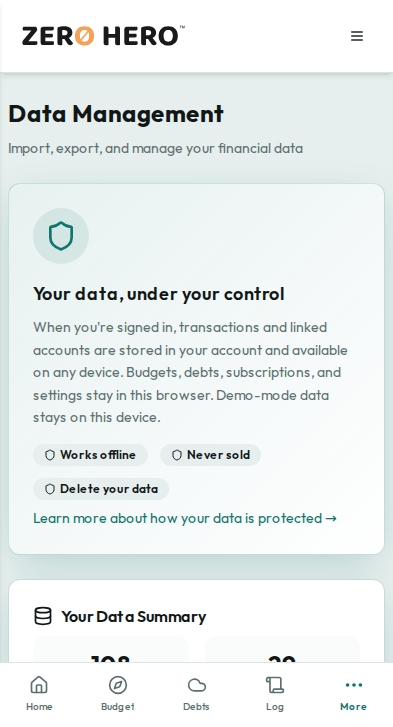 ZERO HERO™
Data Management
Import, export, and manage your financial data
Your data, under your control
When you're signed in, transactions and linked
accounts are stored in your account and available
on any device. Budgets, debts, subscriptions, and
settings stay in this browser. Demo-mode data
stays on this device.
Works offline
Never sold
Delete your data
Learn more about how your data is protected →
Your Data Summary
Home
Budget
Debts
Log
More